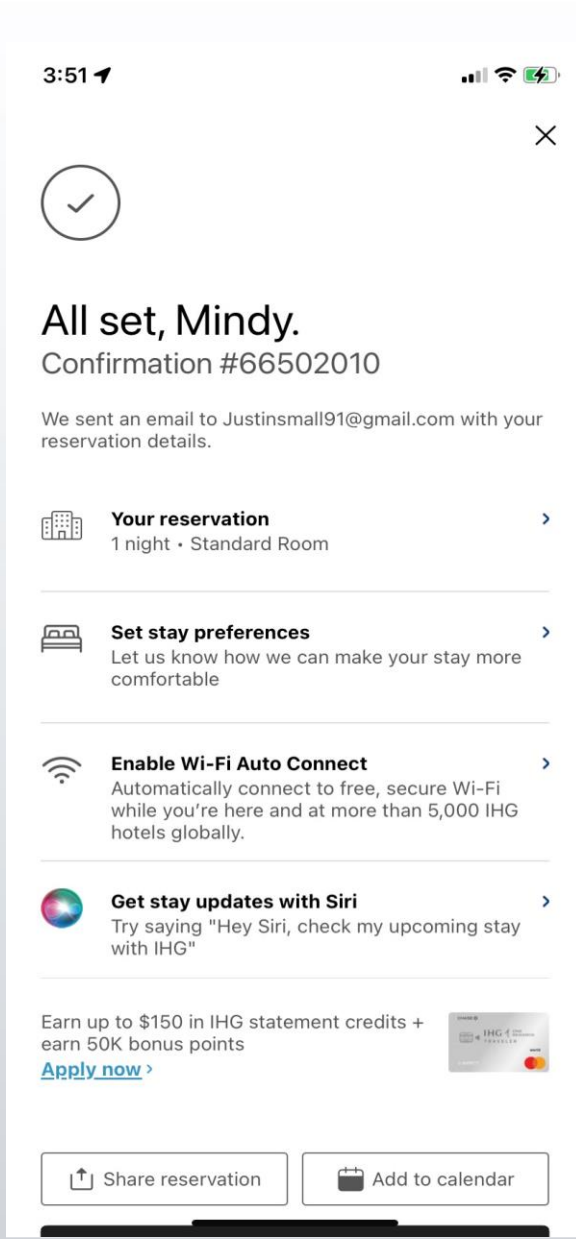 3:51
All set, Mindy.
Confirmation #66502010
We sent an email to Justinsmall91@gmail.com with your
reservation details.
Your reservation
1 night • Standard Room
Set stay preferences
Let us know how we can make your stay more
comfortable
Enable Wi-Fi Auto Connect
Automatically connect to free, secure Wi-Fi
while you're here and at more than 5,000 IHG
hotels globally.
Get stay updates with Siri
Try saying "Hey Siri, check my upcoming stay
with IHG"
Earn up to $150 in IHG statement credits +
earn 50K bonus points
IHG
TRAVELER
Apply now
Share reservation
Add to calendar